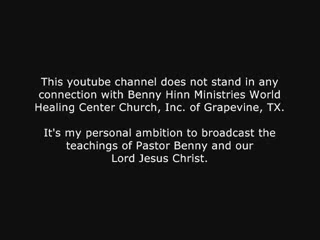 This youtube channel does not stand in any
connection with Benny Hinn Ministries World
Healing Center Church, Inc. of Grapevine, TX.
It's my personal ambition to broadcast the
teachings of Pastor Benny and our
Lord Jesus Christ.